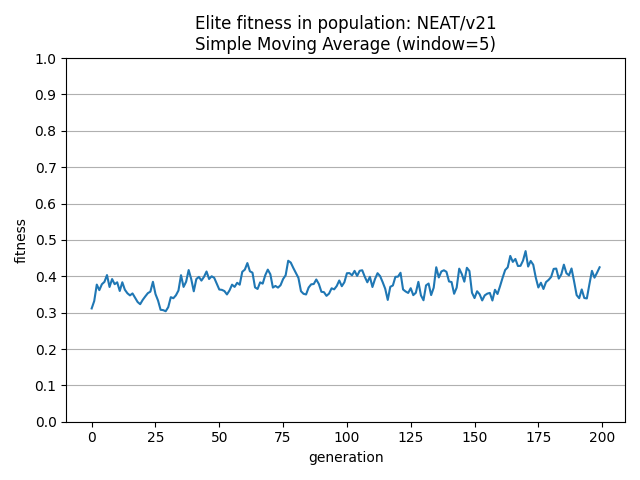 Elite fitness in population: NEAT/v21
Simple Moving Average (window=5)
1.0
0.9
0.8
0.7
0.6
0.5
0.4
0.3
0.2
0.1
0.0
fitness
0 25 50 75 100 125 150 175 200
generation